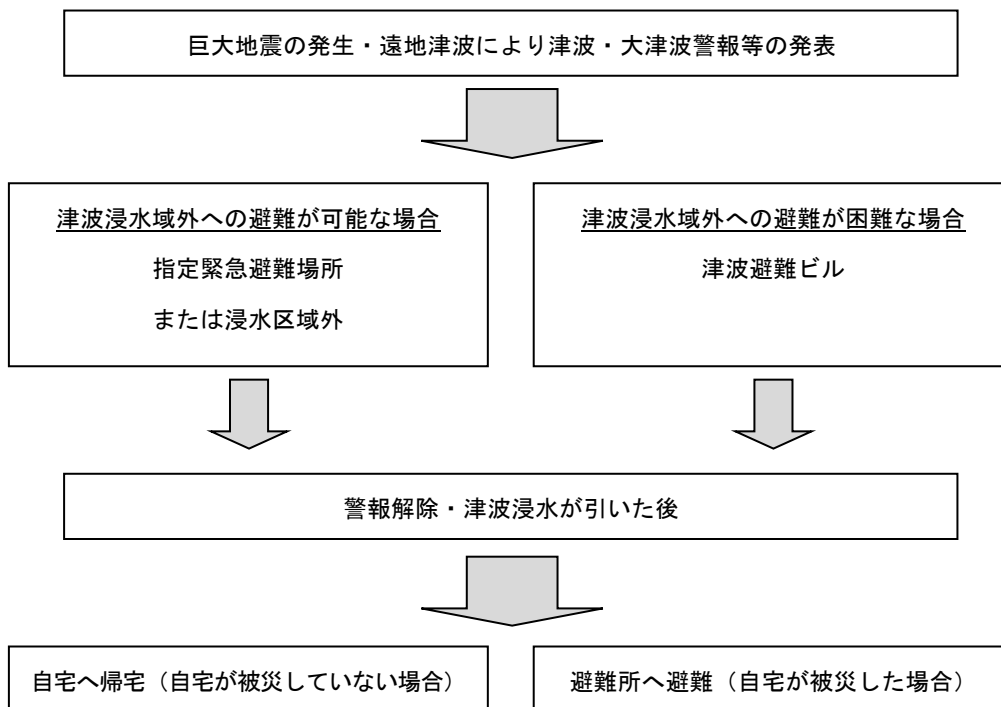 巨大地震の発生・遠地津波により津波・大津波警報等の発表
津波浸水域外への避難が可能な場合
指定緊急避難場所
または浸水区域外
津波浸水域外への避難が困難な場合
津波避難ビル
警報解除・津波浸水が引いた後
自宅へ帰宅（自宅が被災していない場合）
避難所へ避難（自宅が被災した場合）